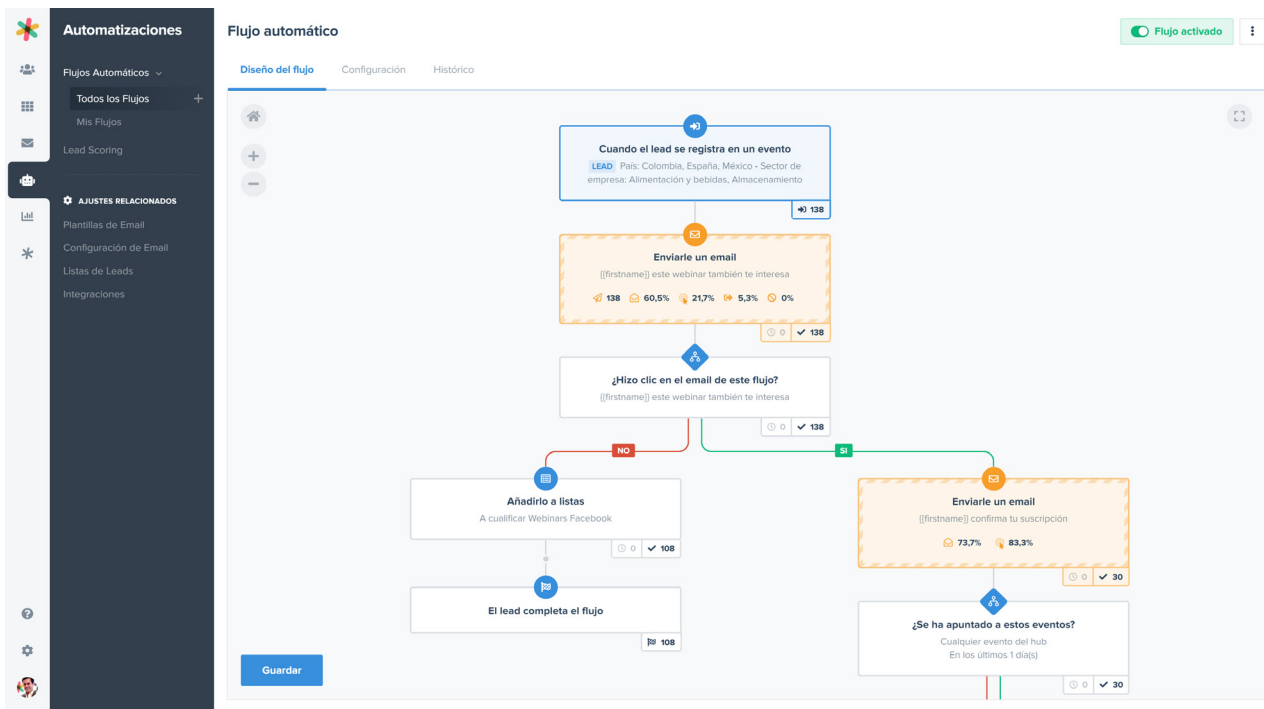 Automatizaciones
Flujos Automáticos
Todos los Flujos
Mis Flujos
Lead Scoring
AJUSTES RELACIONADOS
Plantillas de Email
Configuración de Email
Listas de Leads
Integraciones
Flujo automático
Flujo activado
Diseño del flujo
Configuración
Histórico
Cuando el lead se registra en un evento
LEAD País: Colombia, España, México - Sector de
empresa: Alimentación y bebidas, Almacenamiento
138
Enviarle un email
{{firstname}} este webinar también te interesa
138 60,5% 21,7% 5,3% 0%
0 138
¿Hizo clic en el email de este flujo?
{{firstname}} este webinar también te interesa
0 138
NO
SI
Añadirlo a listas
A cualificar Webinars Facebook
0 108
El lead completa el flujo
108
Enviarle un email
{{firstname}} confirma tu suscripción
73,7% 83,3%
0 30
¿Se ha apuntado a estos eventos?
Cualquier evento del hub
En los últimos 1 día(s)
0 30
Guardar